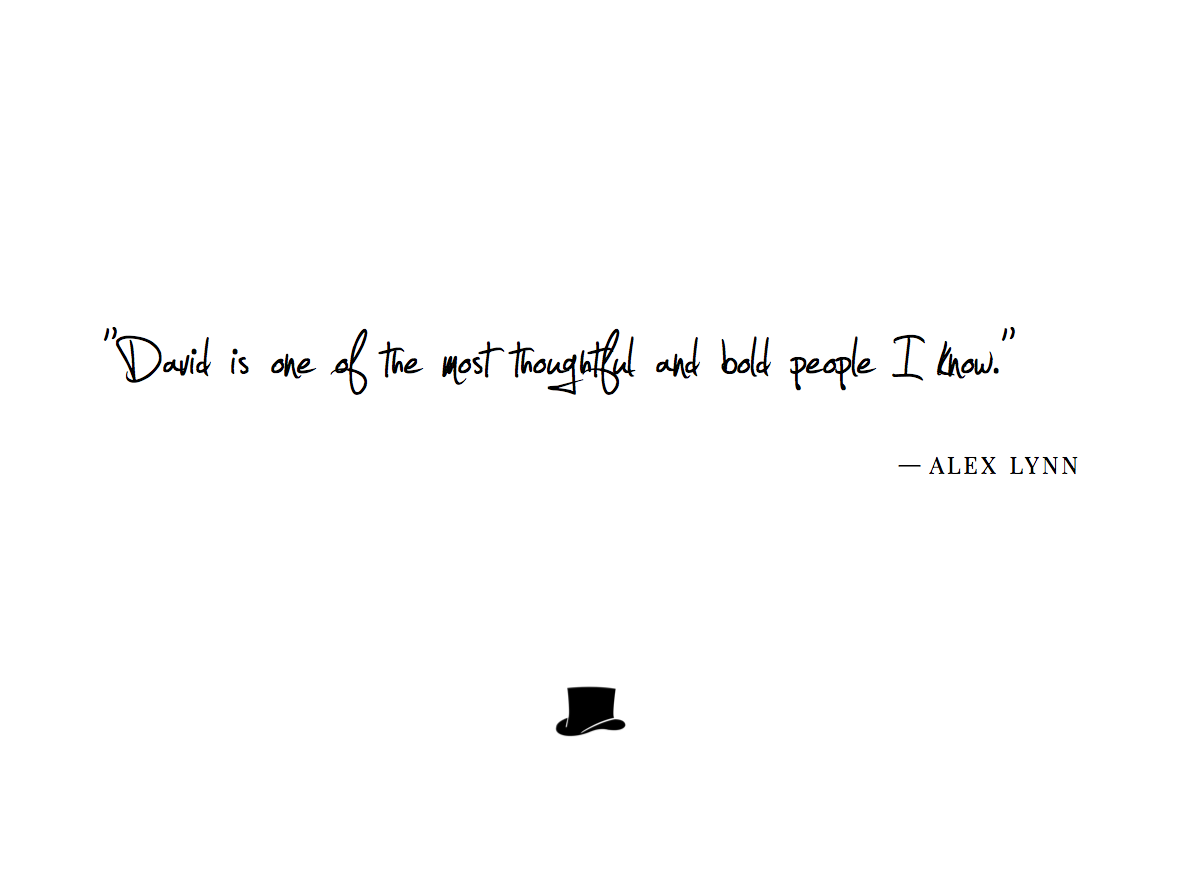 "David is one of the most thoughtful and bold people I know."
— ALEX LYNN